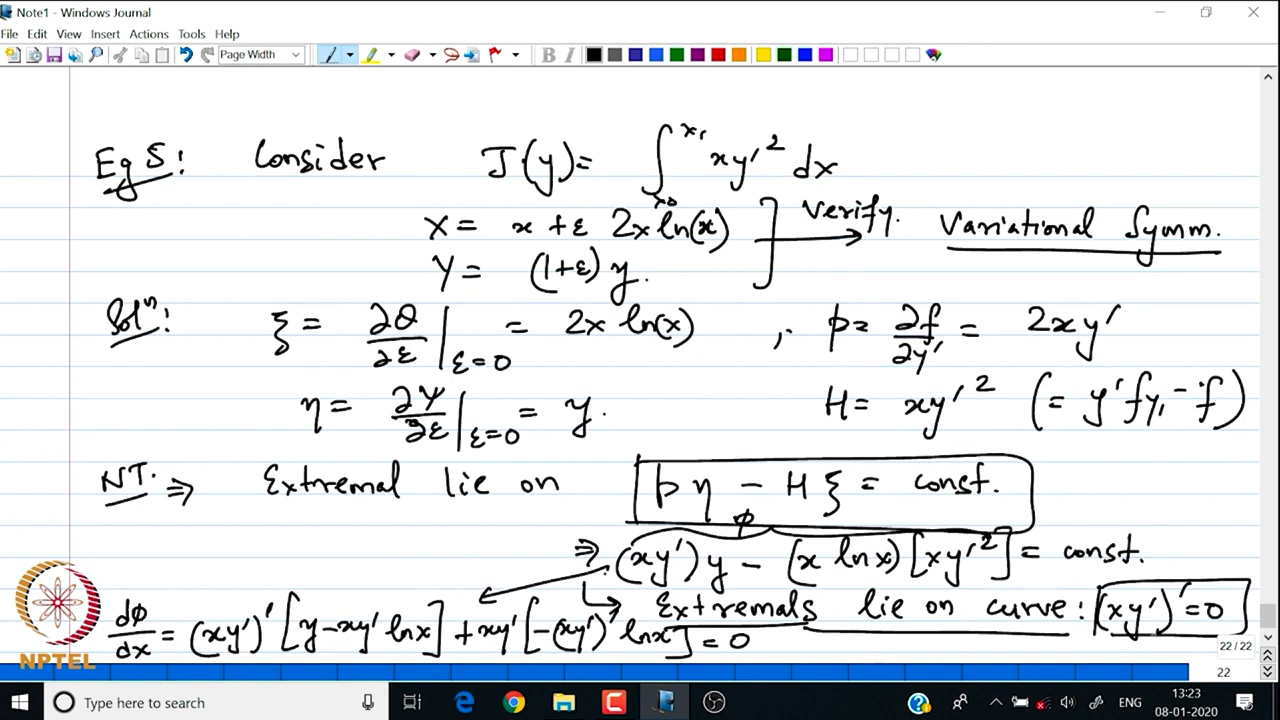 Note1 - Windows Journal
File Edit View Insert Actions Tools Help
Page Width
Eg 5: Consider J(y) = ∫_{x0}^{x1} xy'² dx
X = x + ε 2x ln(x)
Y = (1+ε) y.
] Verify. → Variational Symm.
Solⁿ: ξ = ∂θ/∂ε |_{ε=0} = 2x ln(x) , p = ∂f/∂y' = 2xy'
η = ∂ψ/∂ε |_{ε=0} = y. H = xy'² (= y'f_{y'} - f)
NT. ⇒ Extremal lie on pη - Hξ = const.
ϕ
⇒ (xy')y - (x ln x)[xy'²] = const.
Extremals lie on curve: (xy')' = 0
dϕ/dx = (xy')' [y - xy' ln x] + xy' [-(xy')' ln x] = 0
NPTEL
22 / 22
22
Type here to search
ENG
13:23
08-01-2020